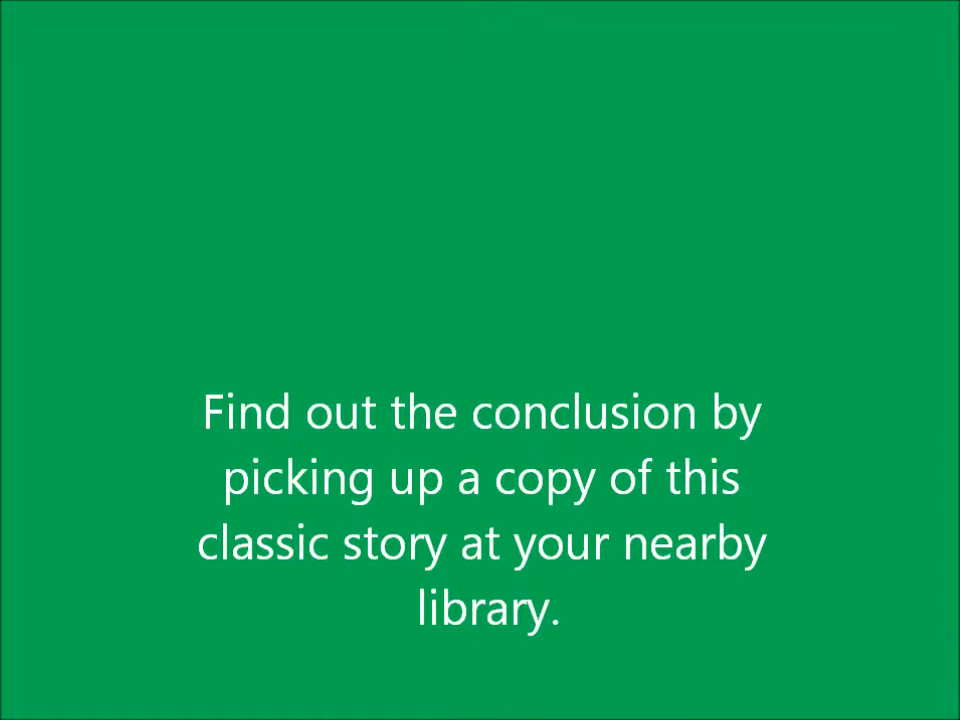 Find out the conclusion by
picking up a copy of this
classic story at your nearby
library.